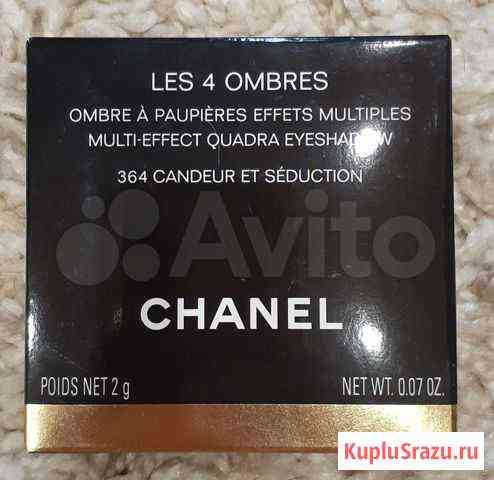 LES 4 OMBRES
OMBRE À PAUPIÈRES EFFETS MULTIPLES
MULTI-EFFECT QUADRA EYESHADOW
364 CANDEUR ET SÉDUCTION
Avito
CHANEL
POIDS NET 2 g NET WT. 0.07 OZ.
KupluSrazu.ru